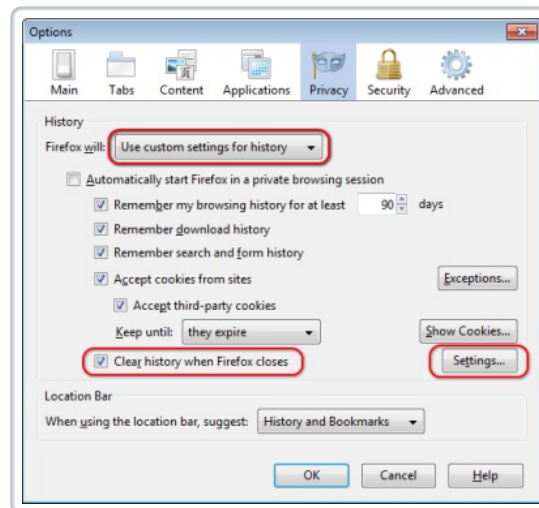 Options
Main Tabs Content Applications Privacy Security Advanced
History
Firefox will: Use custom settings for history
Automatically start Firefox in a private browsing session
Remember my browsing history for at least 90 days
Remember download history
Remember search and form history
Accept cookies from sites Exceptions...
Accept third-party cookies
Keep until: they expire Show Cookies...
Clear history when Firefox closes Settings...
Location Bar
When using the location bar, suggest: History and Bookmarks
OK Cancel Help